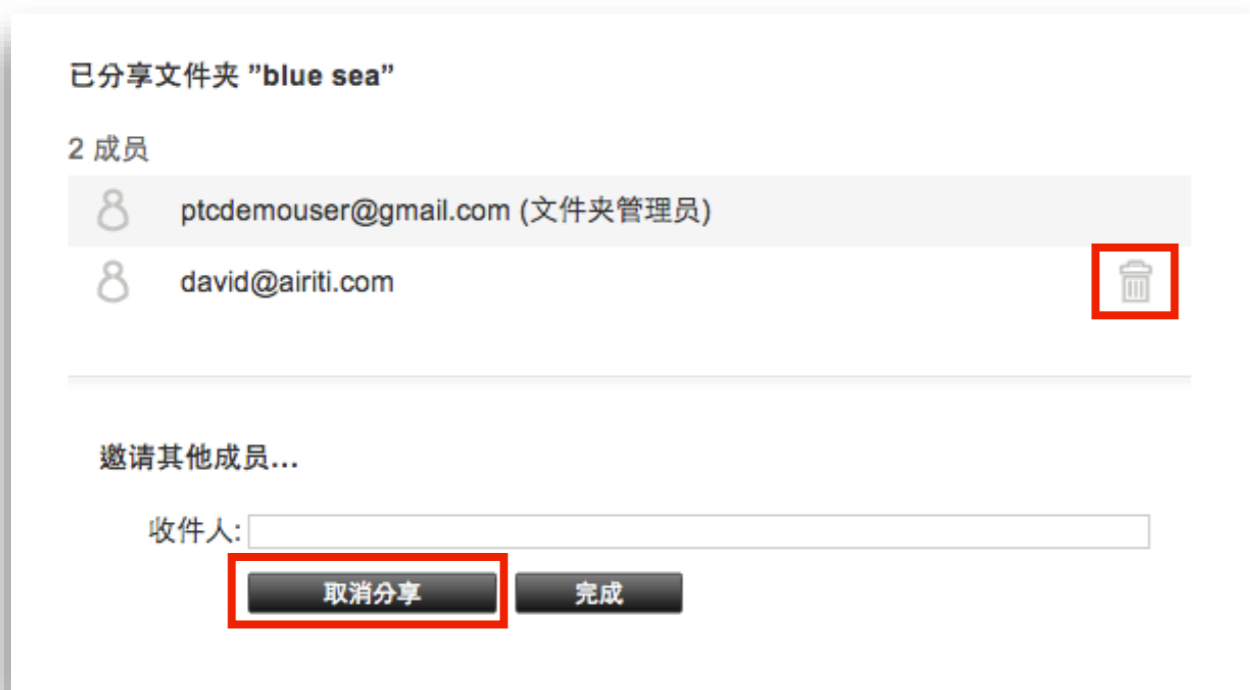 已分享文件夹 ”blue sea”
2 成员
ptcdemouser@gmail.com (文件夹管理员)
david@airiti.com
邀请其他成员...
收件人:
取消分享 完成